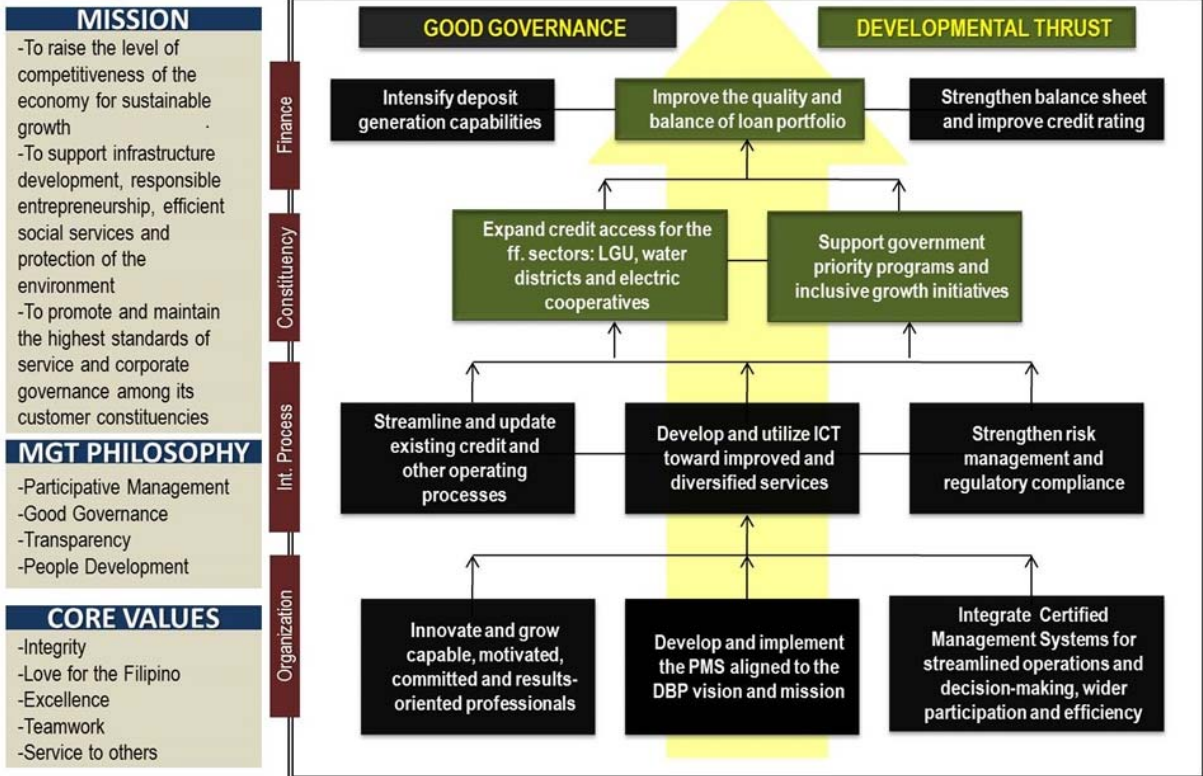 MISSION
-To raise the level of
competitiveness of the
economy for sustainable
growth
-To support infrastructure
development, responsible
entrepreneurship, efficient
social services and
protection of the
environment
-To promote and maintain
the highest standards of
service and corporate
governance among its
customer constituencies
MGT PHILOSOPHY
-Participative Management
-Good Governance
-Transparency
-People Development
CORE VALUES
-Integrity
-Love for the Filipino
-Excellence
-Teamwork
-Service to others
GOOD GOVERNANCE
DEVELOPMENTAL THRUST
Finance
Intensify deposit
generation capabilities
Improve the quality and
balance of loan portfolio
Strengthen balance sheet
and improve credit rating
Constituency
Expand credit access for the
ff. sectors: LGU, water
districts and electric
cooperatives
Support government
priority programs and
inclusive growth initiatives
Int. Process
Streamline and update
existing credit and
other operating
processes
Develop and utilize ICT
toward improved and
diversified services
Strengthen risk
management and
regulatory compliance
Organization
Innovate and grow
capable, motivated,
committed and results-
oriented professionals
Develop and implement
the PMS aligned to the
DBP vision and mission
Integrate Certified
Management Systems for
streamlined operations and
decision-making, wider
participation and efficiency